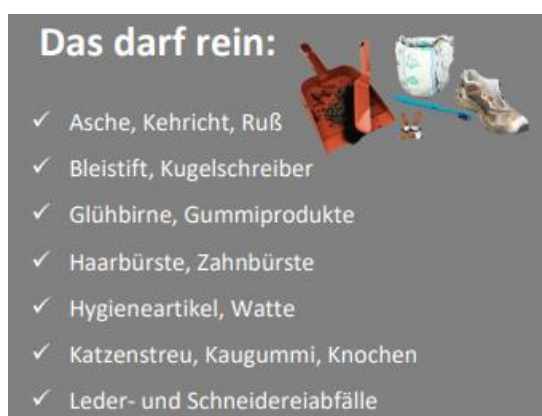 Das darf rein:
✓ Asche, Kehricht, Ruß
✓ Bleistift, Kugelschreiber
✓ Glühbirne, Gummiprodukte
✓ Haarbürste, Zahnbürste
✓ Hygieneartikel, Watte
✓ Katzenstreu, Kaugummi, Knochen
✓ Leder- und Schneidereiabfälle